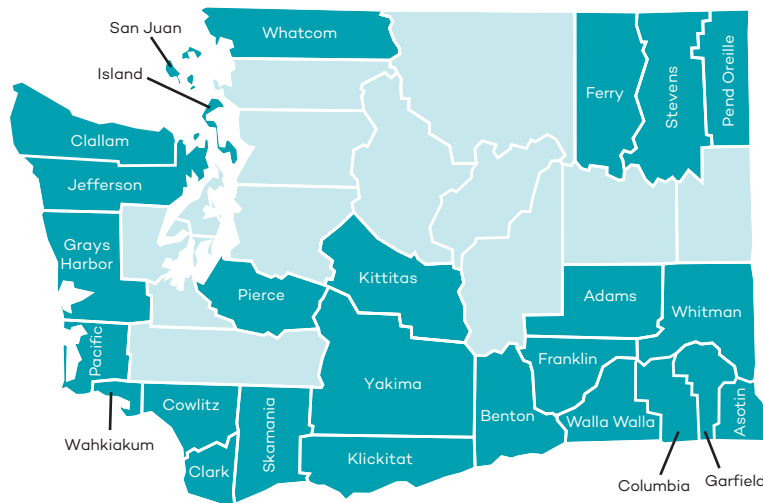 San Juan
Whatcom
Island
Ferry
Stevens
Pend Oreille
Clallam
Jefferson
Grays
Harbor
Pierce
Kittitas
Adams
Whitman
Pacific
Franklin
Yakima
Cowlitz
Skamania
Benton
Walla Walla
Asotin
Wahkiakum
Clark
Klickitat
Columbia
Garfield